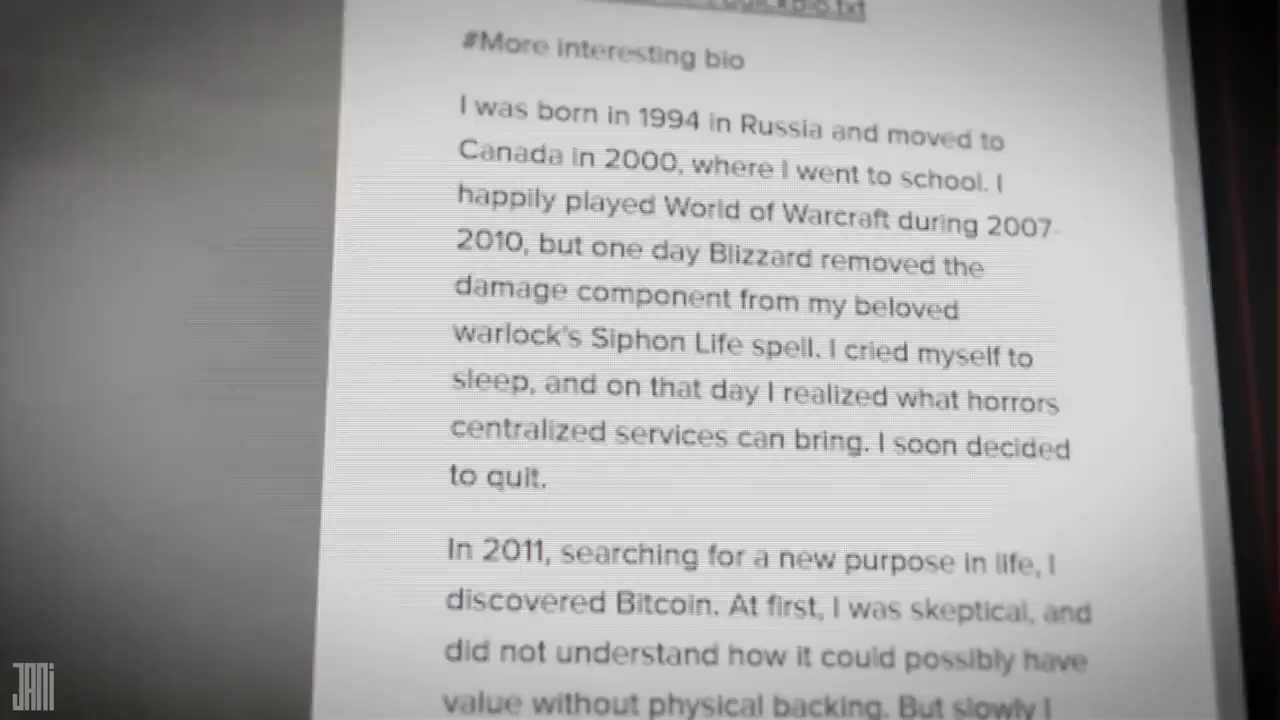 #More interesting bio
I was born in 1994 in Russia and moved to
Canada in 2000, where I went to school. I
happily played World of Warcraft during 2007-
2010, but one day Blizzard removed the
damage component from my beloved
warlock's Siphon Life spell. I cried myself to
sleep, and on that day I realized what horrors
centralized services can bring. I soon decided
to quit.
In 2011, searching for a new purpose in life, I
discovered Bitcoin. At first, I was skeptical, and
did not understand how it could possibly have
value without physical backing. But slowly I
JANi